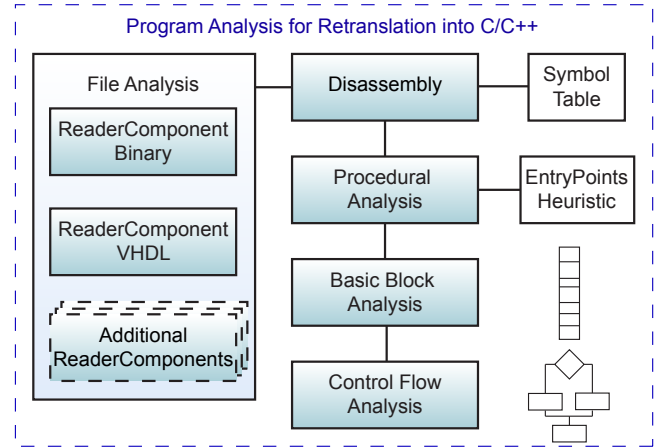 Program Analysis for Retranslation into C/C++
File Analysis
ReaderComponent
Binary
ReaderComponent
VHDL
Additional
ReaderComponents
Disassembly
Symbol
Table
Procedural
Analysis
EntryPoints
Heuristic
Basic Block
Analysis
Control Flow
Analysis